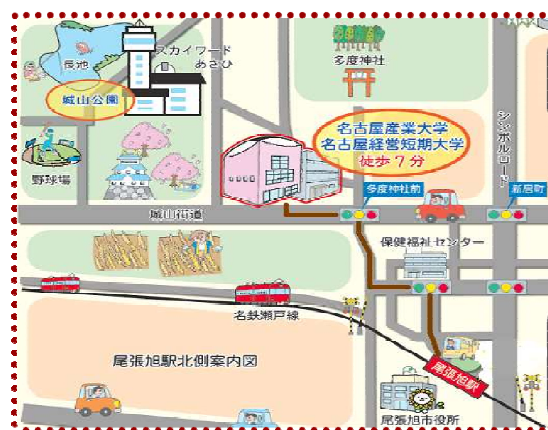 長池
スカイワード
あさひ
城山公園
多度神社
名古屋産業大学
名古屋経営短期大学
徒歩7分
シンボルロード
野球場
多度神社前
新居町
城山街道
保健福祉センター
名鉄瀬戸線
尾張旭駅北側案内図
尾張旭駅
尾張旭市役所